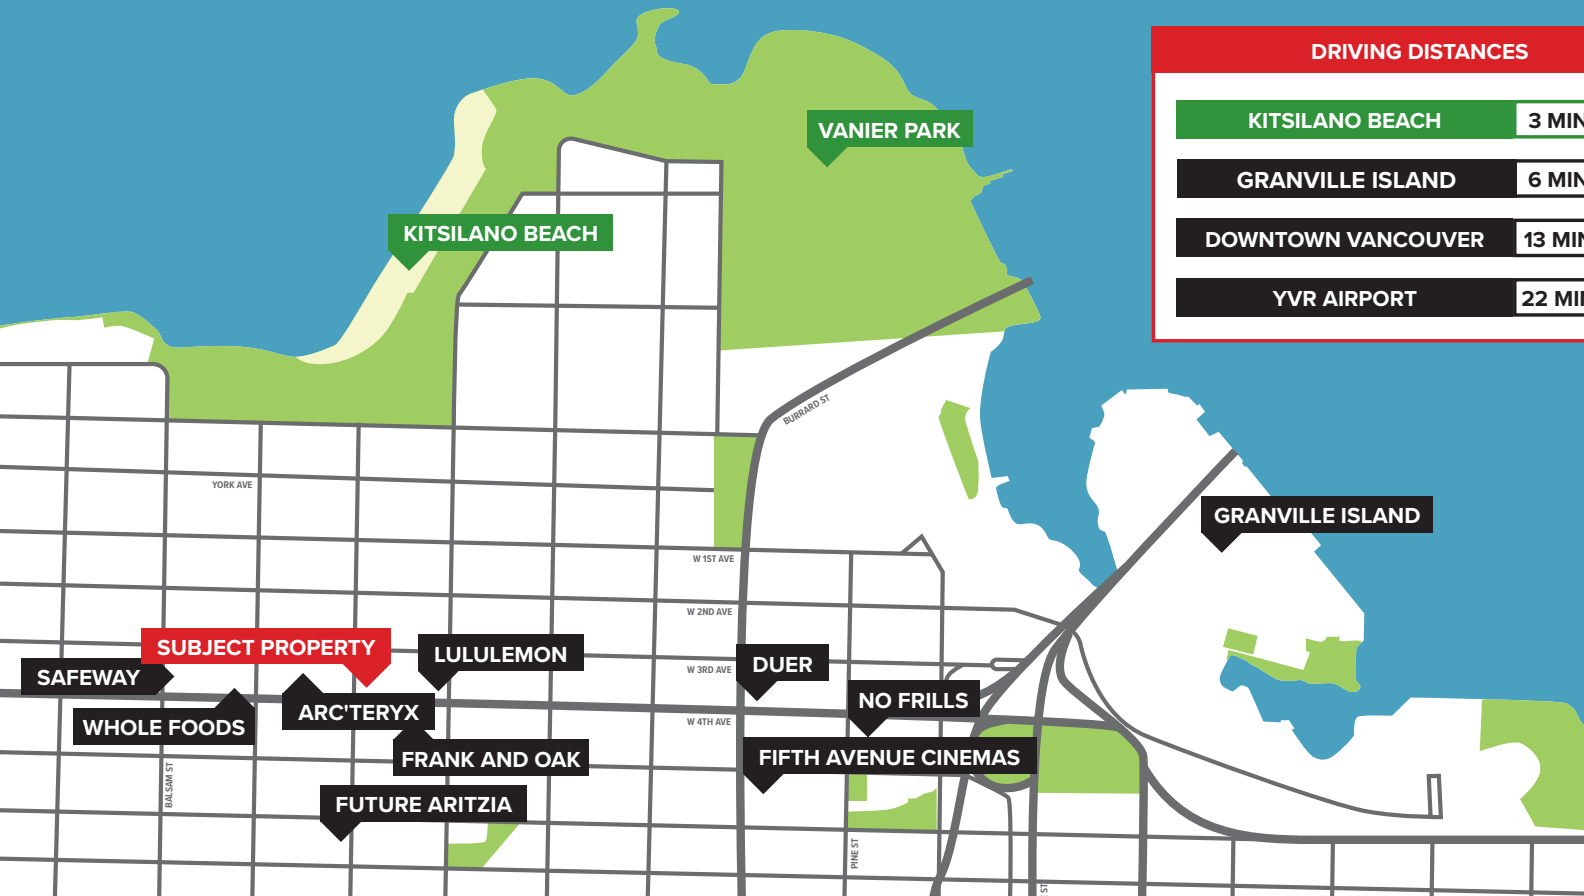 DRIVING DISTANCES
KITSILANO BEACH 3 MIN
GRANVILLE ISLAND 6 MIN
DOWNTOWN VANCOUVER 13 MIN
YVR AIRPORT 22 MI
VANIER PARK
KITSILANO BEACH
BURRARD ST
YORK AVE
GRANVILLE ISLAND
W 1ST AVE
W 2ND AVE
SUBJECT PROPERTY
LULULEMON
W 3RD AVE
DUER
SAFEWAY
NO FRILLS
ARC'TERYX
WHOLE FOODS
W 4TH AVE
FRANK AND OAK
FIFTH AVENUE CINEMAS
BALSAM ST
FUTURE ARITZIA
PINE ST
ST